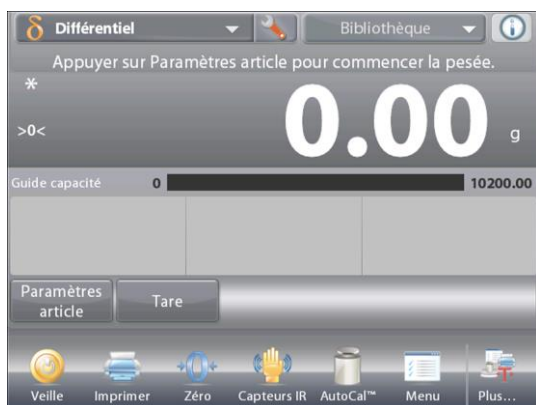 δ Différentiel Bibliothèque
Appuyer sur Paramètres article pour commencer la pesée.
*
>0< 0.00 g
Guide capacité 0 10200.00
Paramètres
article
Tare
→0← 
Veille Imprimer Zéro Capteurs IR AutoCal™ Menu Plus...